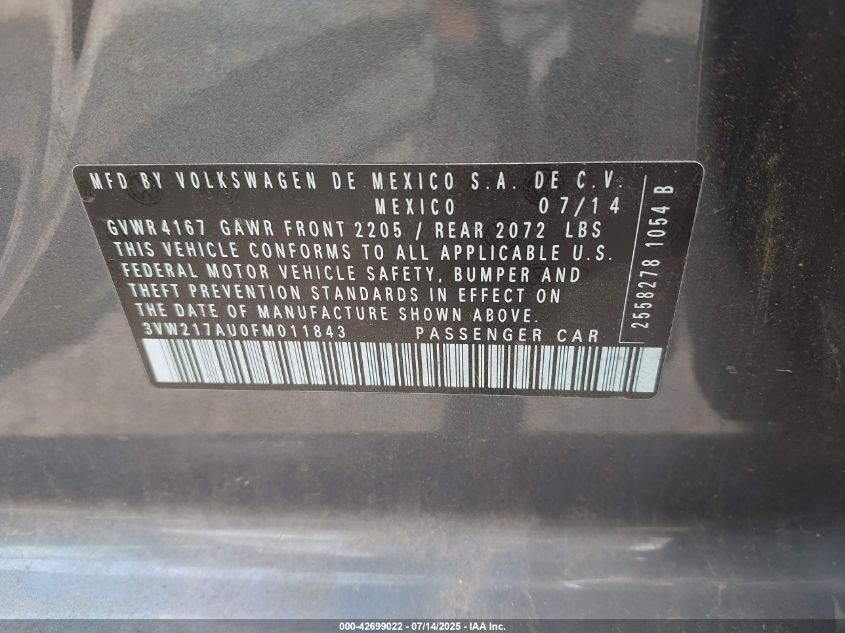 MFD BY VOLKSWAGEN DE MEXICO S.A. DE C.V.
MEXICO 07/14
GVWR4167 GAWR FRONT 2205 / REAR 2072 LBS
THIS VEHICLE CONFORMS TO ALL APPLICABLE U.S.
FEDERAL MOTOR VEHICLE SAFETY, BUMPER AND
THEFT PREVENTION STANDARDS IN EFFECT ON
THE DATE OF MANUFACTURE SHOWN ABOVE.
3VW217AU0FM011843 PASSENGER CAR
2558278 1054 B
000-42699022 - 07/14/2025 - IAA Inc.